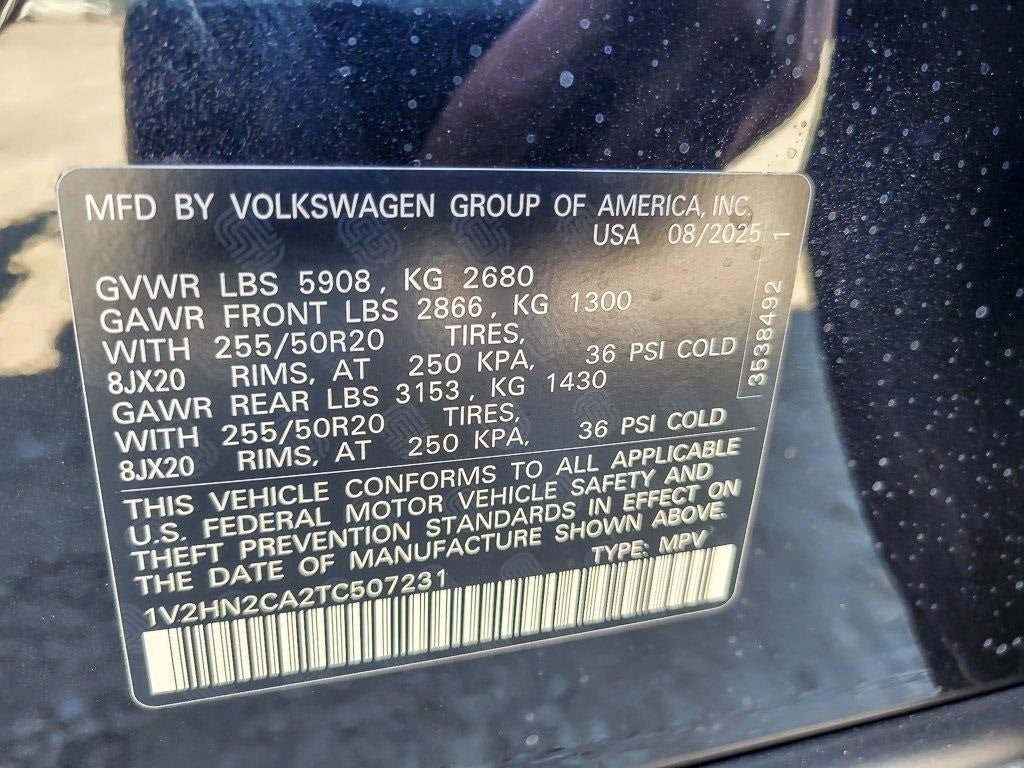 MFD BY VOLKSWAGEN GROUP OF AMERICA, INC.
USA 08/2025
GVWR LBS 5908, KG 2680
GAWR FRONT LBS 2866, KG 1300
WITH 255/50R20 TIRES,
8JX20 RIMS, AT 250 KPA, 36 PSI COLD
GAWR REAR LBS 3153, KG 1430
WITH 255/50R20 TIRES,
8JX20 RIMS, AT 250 KPA, 36 PSI COLD
THIS VEHICLE CONFORMS TO ALL APPLICABLE
U.S. FEDERAL MOTOR VEHICLE SAFETY AND
THEFT PREVENTION STANDARDS IN EFFECT ON
THE DATE OF MANUFACTURE SHOWN ABOVE.
1V2HN2CA2TC507231 TYPE: MPV
3538492 1